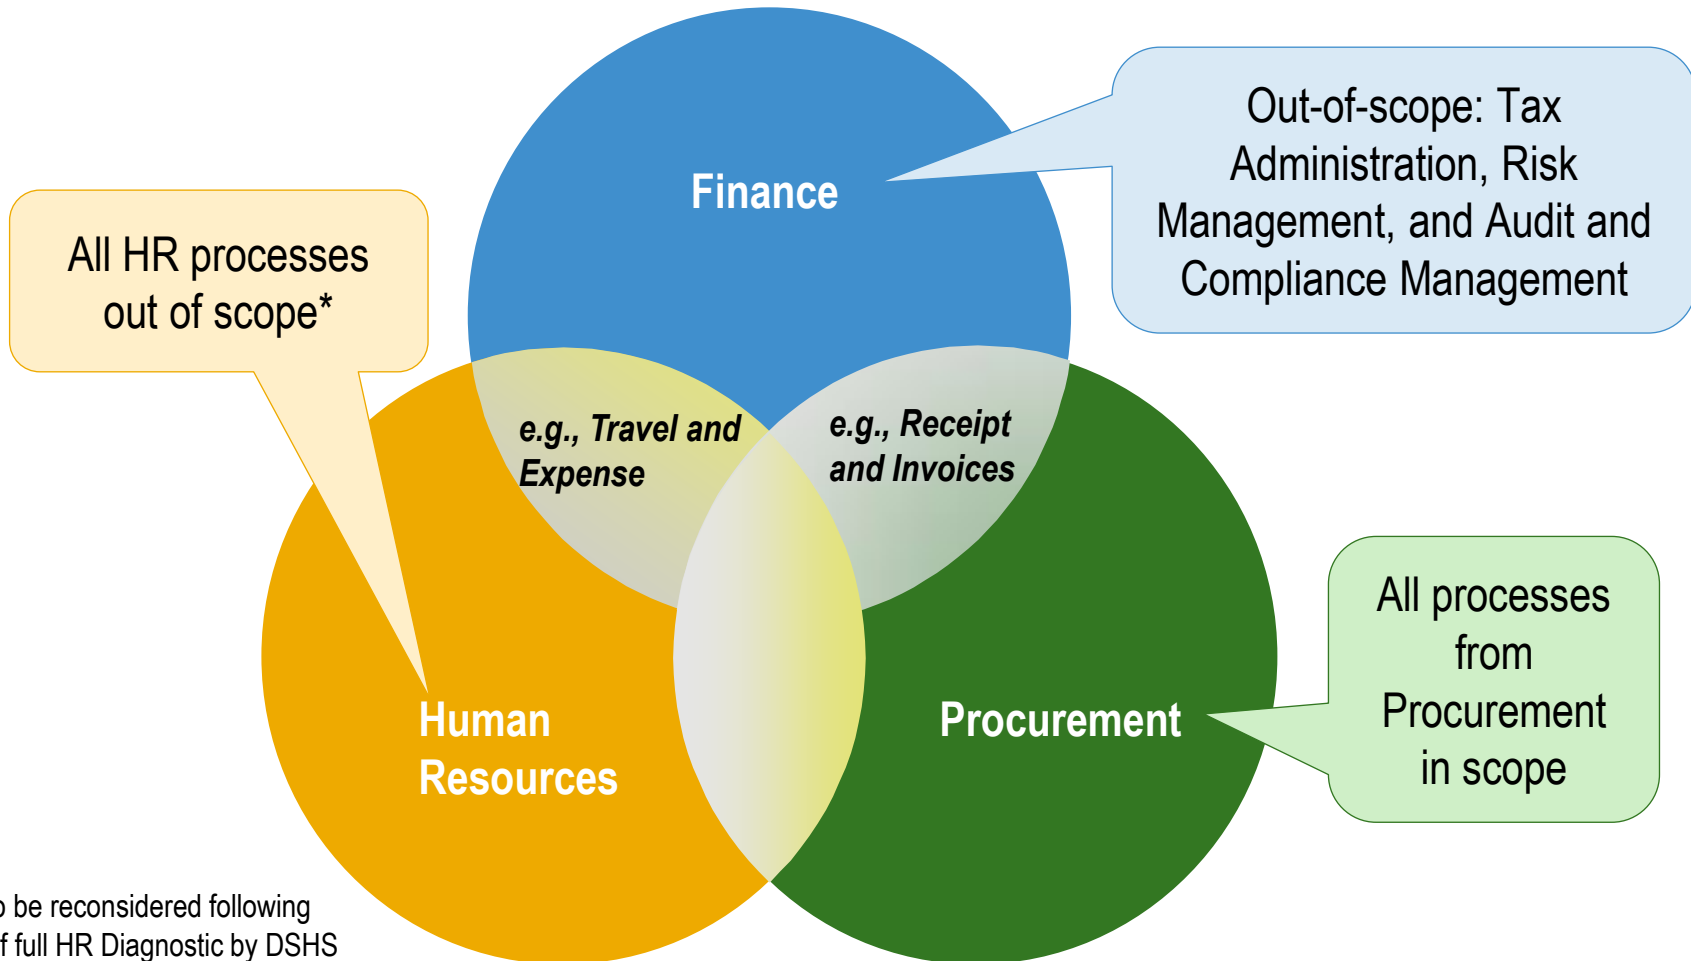 Finance
Out-of-scope: Tax
Administration, Risk
Management, and Audit and
Compliance Management
All HR processes
out of scope*
e.g., Travel and
Expense
e.g., Receipt
and Invoices
Human
Resources
Procurement
All processes
from
Procurement
in scope
be reconsidered following
full HR Diagnostic by DSHS